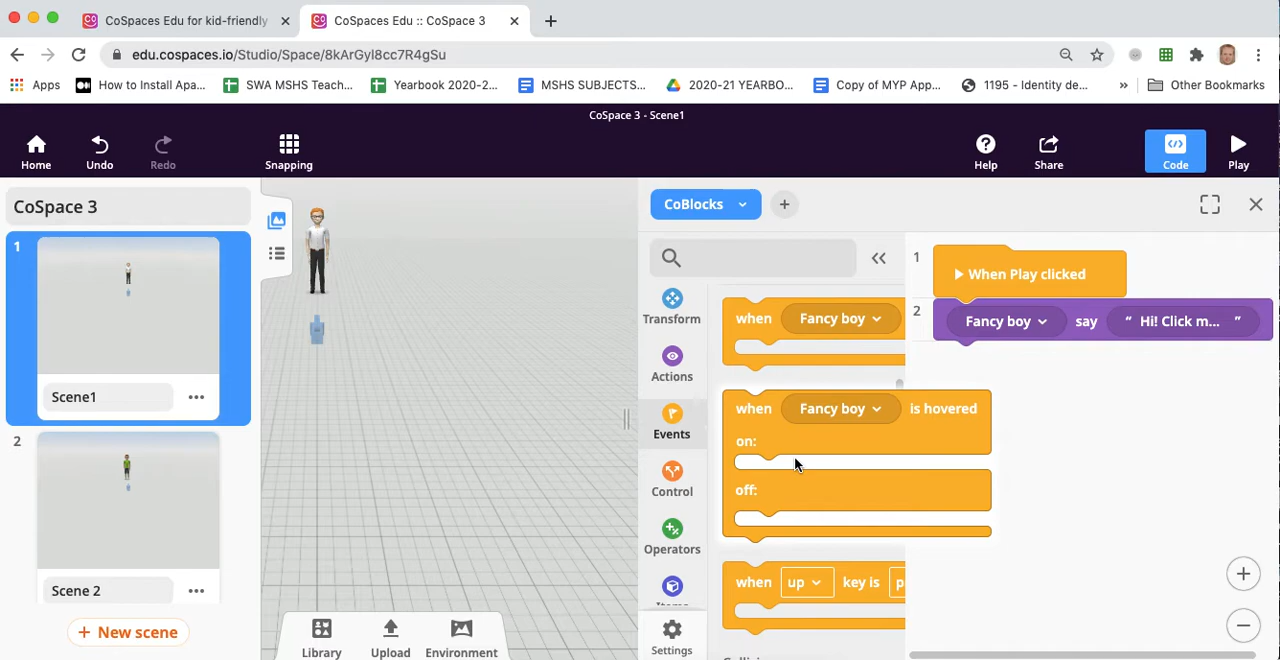 CoSpaces Edu for kid-friendly
CoSpaces Edu :: CoSpace 3
edu.cospaces.io/Studio/Space/8kArGyI8cc7R4gSu
Apps
How to Install Apa...
SWA MSHS Teach...
Yearbook 2020-2...
MSHS SUBJECTS...
2020-21 YEARBO...
Copy of MYP App...
1195 - Identity de...
»
Other Bookmarks
CoSpace 3 - Scene1
Home
Undo
Redo
Snapping
Help
Share
Code
Play
CoSpace 3
1
Scene1
2
Scene 2
+ New scene
Library
Upload
Environment
CoBlocks
Transform
Actions
Events
Control
Operators
Items
Settings
when Fancy boy
when Fancy boy is hovered
on:
off:
when up key is p
1
When Play clicked
2
Fancy boy say “ Hi! Click m... ”